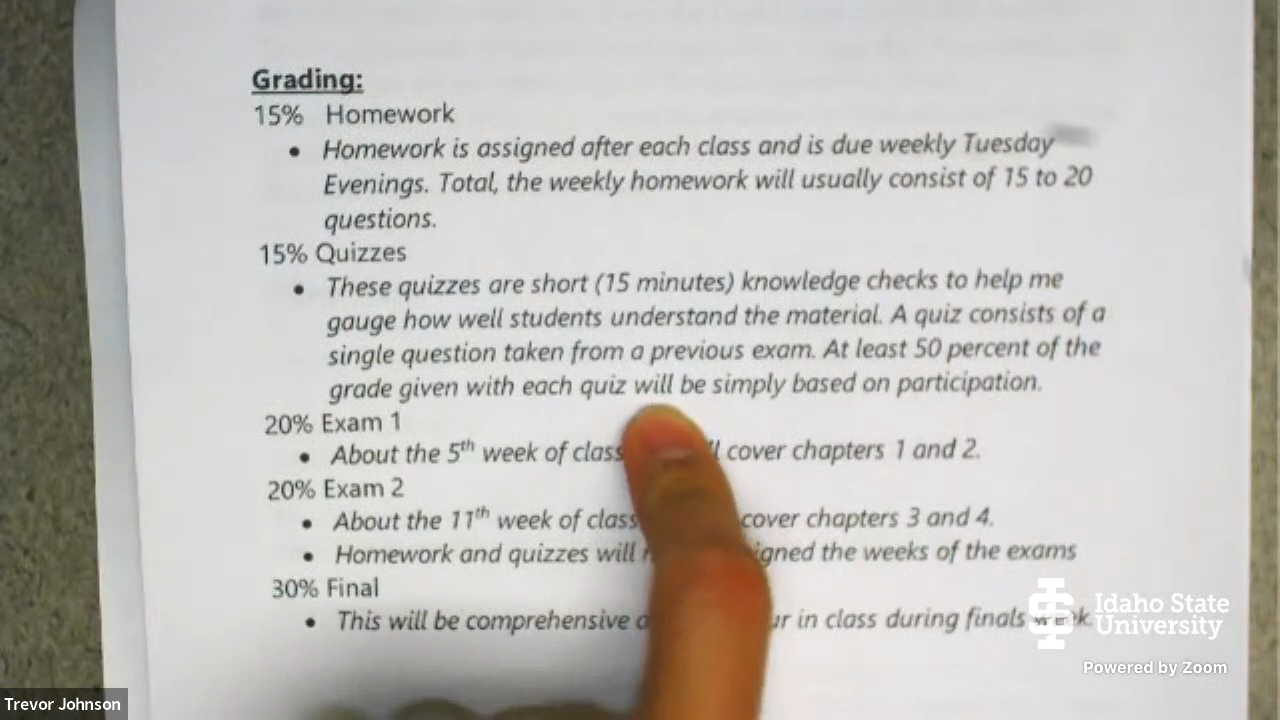 Grading:
15% Homework
• Homework is assigned after each class and is due weekly Tuesday
Evenings. Total, the weekly homework will usually consist of 15 to 20
questions.
15% Quizzes
• These quizzes are short (15 minutes) knowledge checks to help me
gauge how well students understand the material. A quiz consists of a
single question taken from a previous exam. At least 50 percent of the
grade given with each quiz will be simply based on participation.
20% Exam 1
• About the 5th week of class cover chapters 1 and 2.
20% Exam 2
• About the 11th week of class cover chapters 3 and 4.
• Homework and quizzes will the weeks of the exams
30% Final
• This will be comprehensive in class during finals week.
Idaho State
University
Powered by Zoom
Trevor Johnson